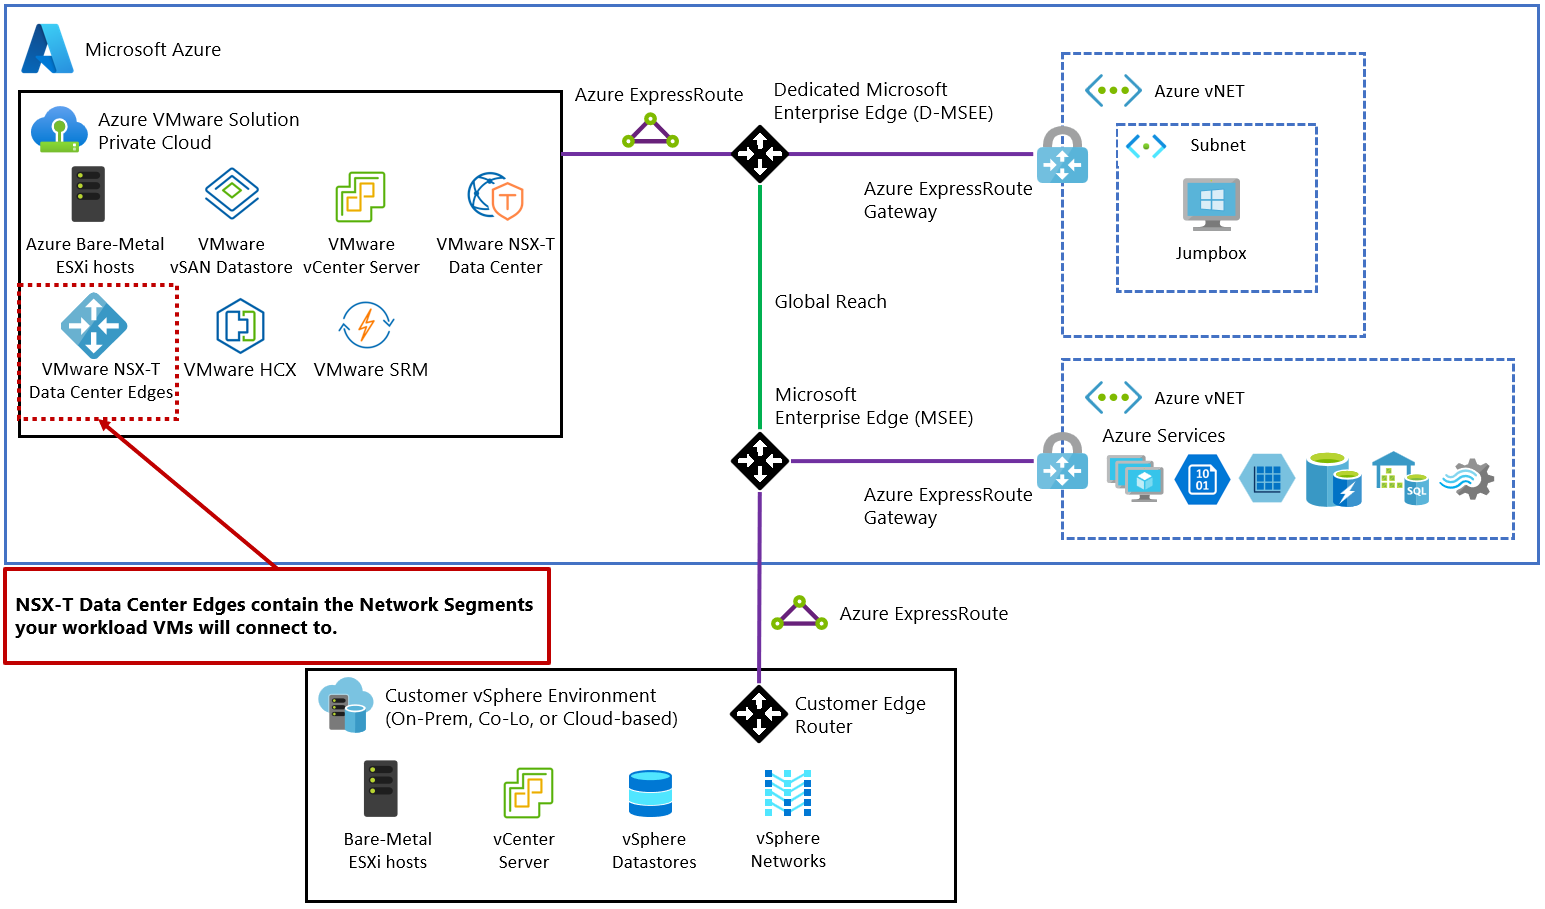 Microsoft Azure
Azure VMware Solution
Private Cloud
Azure Bare-Metal
ESXi hosts
VMware
vSAN Datastore
VMware
vCenter Server
VMware NSX-T
Data Center
T
VMware NSX-T
Data Center Edges
VMware HCX
VMware SRM
Azure ExpressRoute
Dedicated Microsoft
Enterprise Edge (D-MSEE)
Azure ExpressRoute
Gateway
Azure vNET
Subnet
Jumpbox
Global Reach
Microsoft
Enterprise Edge (MSEE)
Azure ExpressRoute
Gateway
Azure vNET
Azure Services
10
01
SQL
NSX-T Data Center Edges contain the Network Segments
your workload VMs will connect to.
Azure ExpressRoute
Customer vSphere Environment
(On-Prem, Co-Lo, or Cloud-based)
Customer Edge
Router
Bare-Metal
ESXi hosts
vCenter
Server
vSphere
Datastores
vSphere
Networks